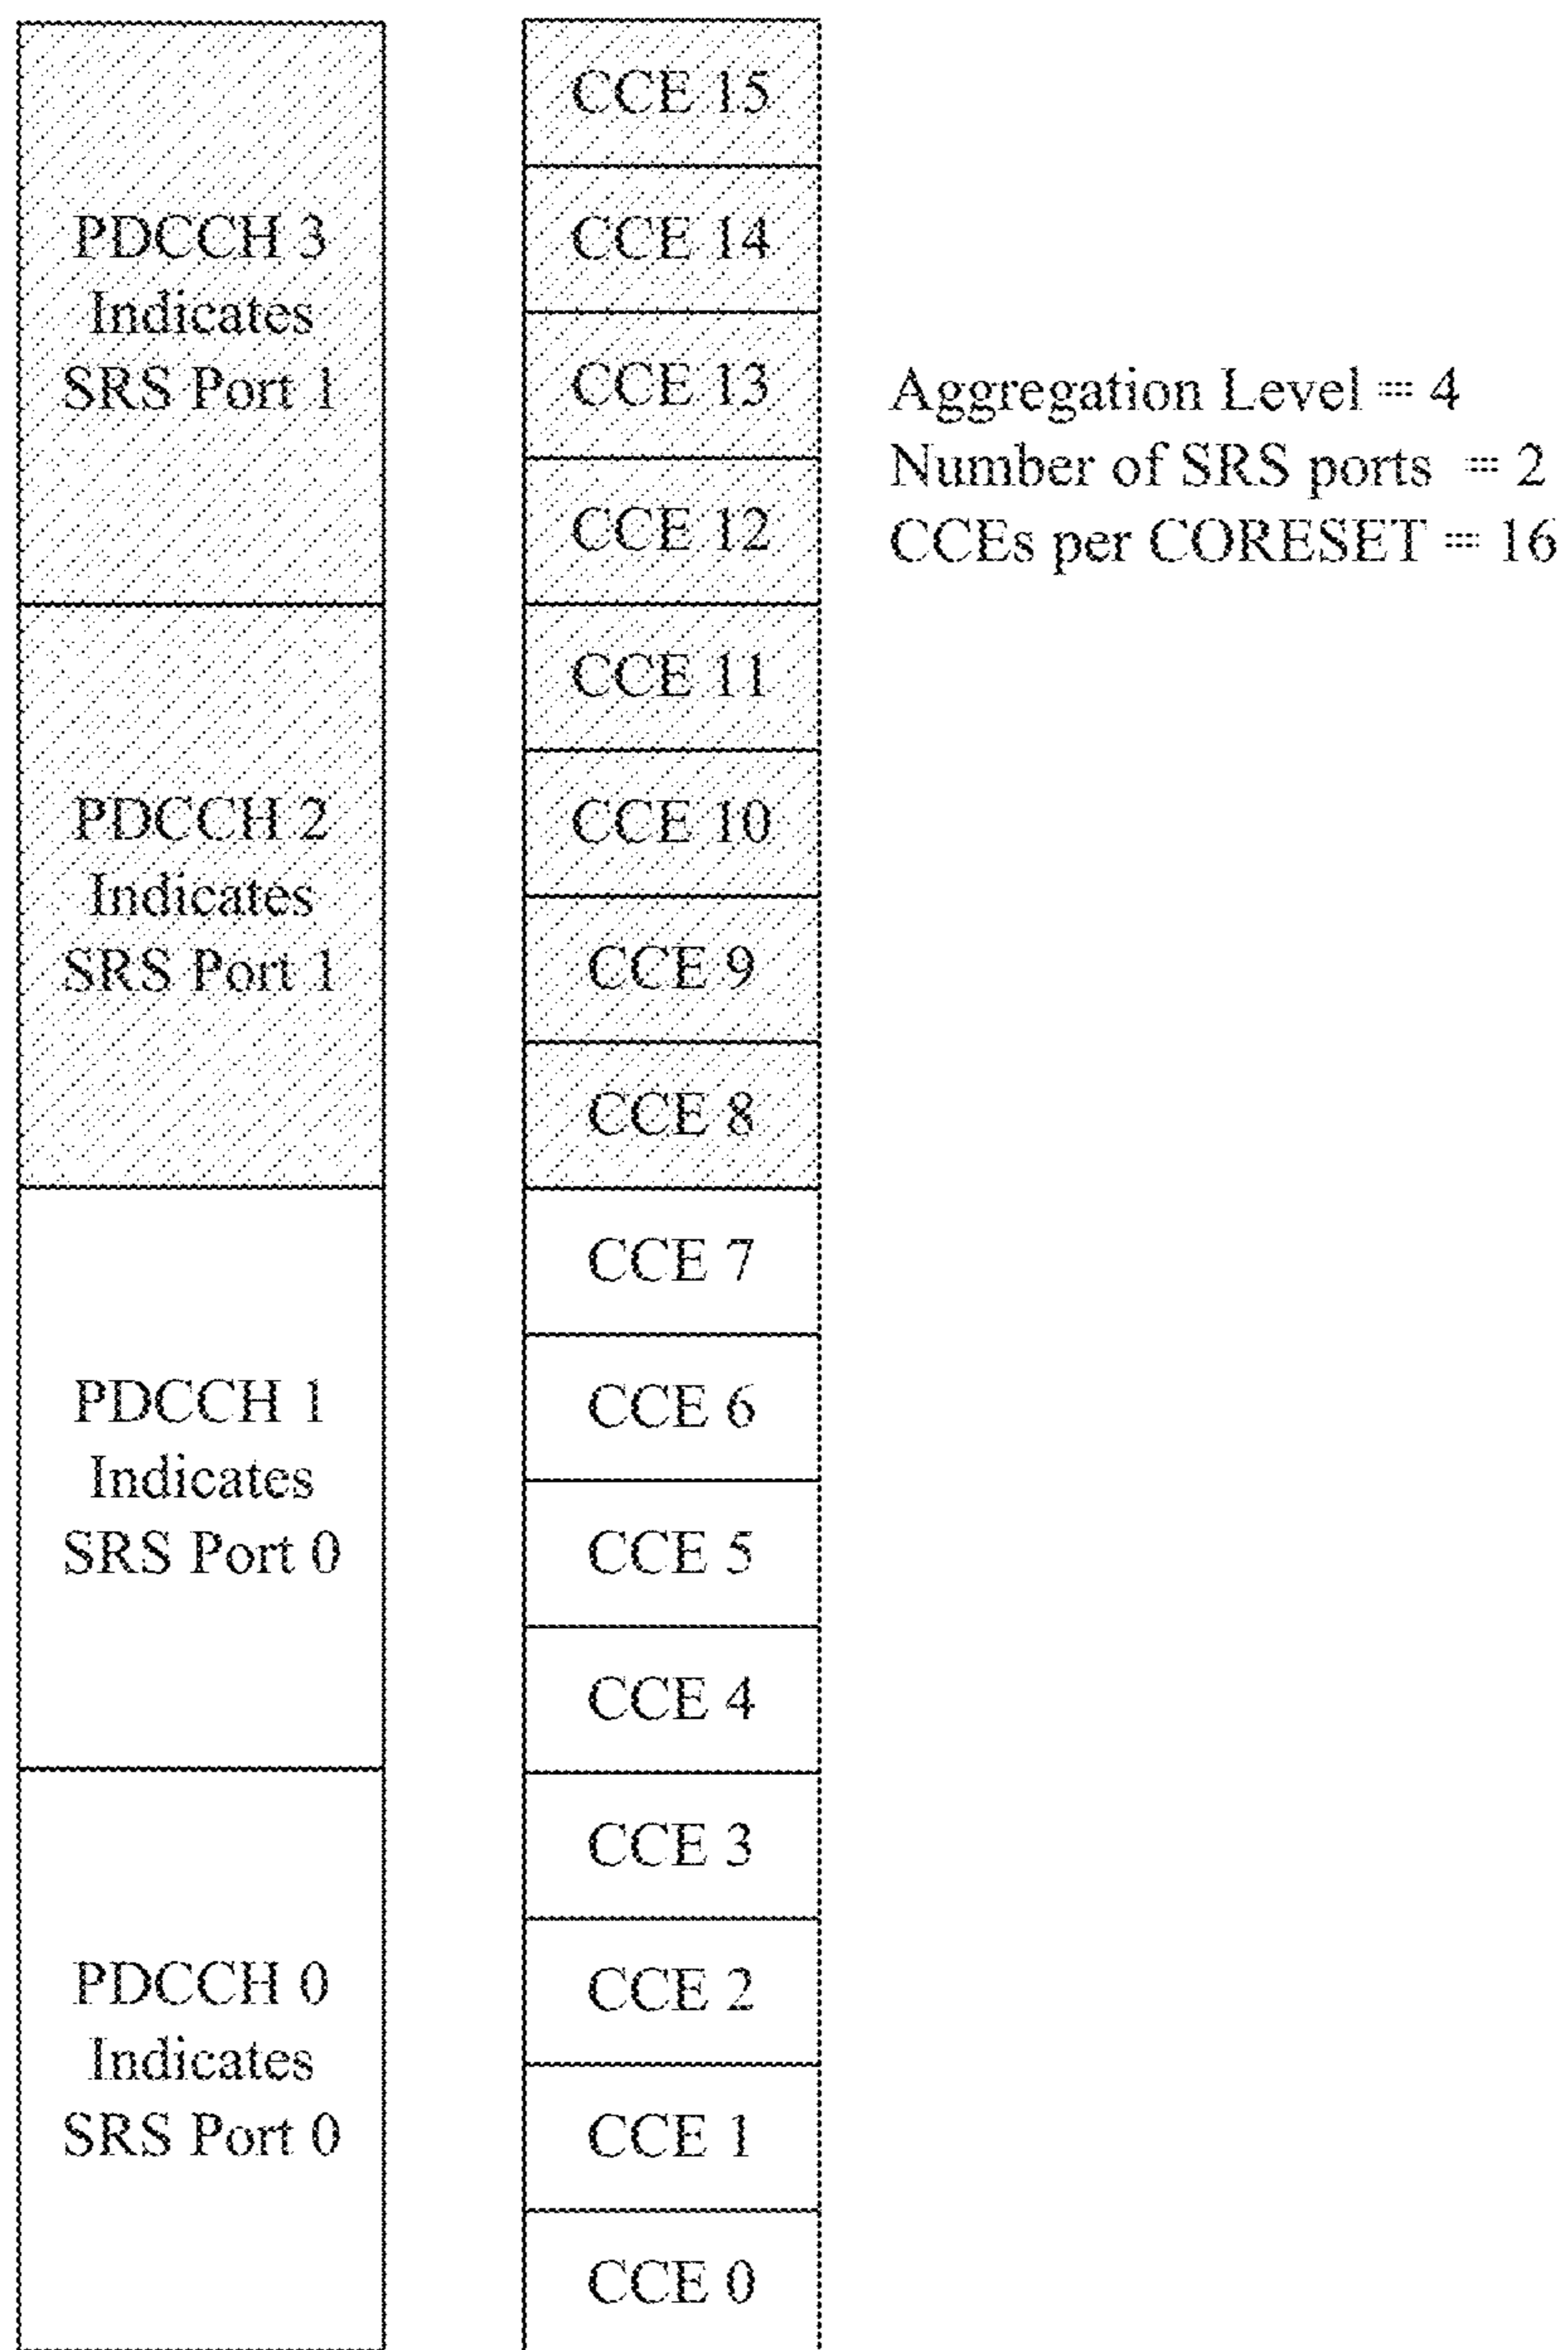 PDCCH 3
Indicates
SRS Port 1
PDCCH 2
Indicates
SRS Port 1
PDCCH 1
Indicates
SRS Port 0
PDCCH 0
Indicates
SRS Port 0
CCE 15
CCE 14
CCE 13
CCE 12
CCE 11
CCE 10
CCE 9
CCE 8
CCE 7
CCE 6
CCE 5
CCE 4
CCE 3
CCE 2
CCE 1
CCE 0
Aggregation Level = 4
Number of SRS ports = 2
CCEs per CORESET = 16